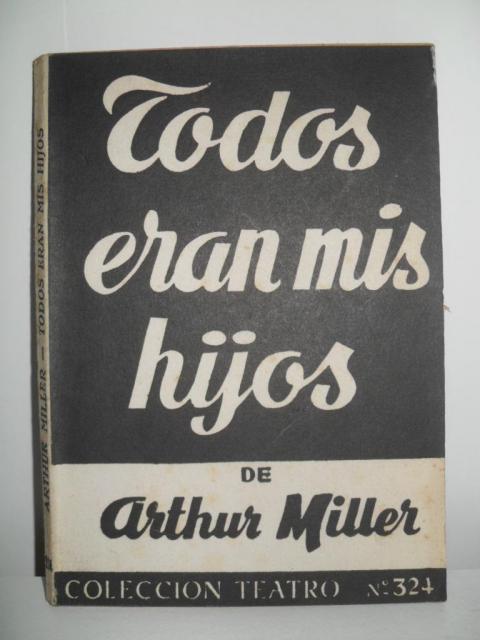 Todos
eran mis
hijos
DE
Arthur Miller
COLECCION TEATRO Nº 324
ARTHUR MILLER — TODOS ERAN MIS HIJOS